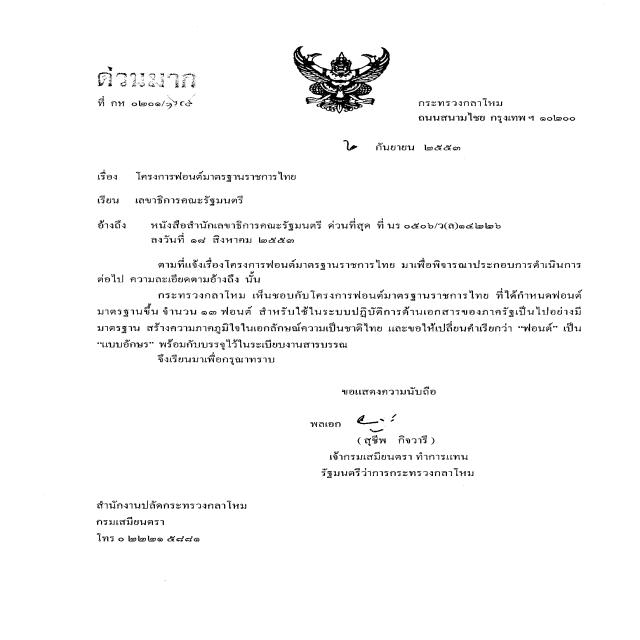 ด่วนมาก
ที่ กห ๐๒๐๑/
กระทรวงกลาโหม
ถนนสนามไชย กรุงเทพ ฯ ๑๐๒๐๐
๒ กันยายน ๒๕๕๓
เรื่อง โครงการฟอนต์มาตรฐานราชการไทย
เรียน เลขาธิการคณะรัฐมนตรี
อ้างถึง หนังสือสำนักเลขาธิการคณะรัฐมนตรี ด่วนที่สุด ที่ นร ๐๕๐๖/ว(ล)๑๔๒๒๖
ลงวันที่ ๑๘ สิงหาคม ๒๕๕๓
ตามที่แจ้งเรื่องโครงการฟอนต์มาตรฐานราชการไทย มาเพื่อพิจารณาประกอบการดำเนินการ
ต่อไป ความละเอียดตามอ้างถึง นั้น
กระทรวงกลาโหม เห็นชอบกับโครงการฟอนต์มาตรฐานราชการไทย ที่ได้กำหนดฟอนต์
มาตรฐานขึ้น จำนวน ๑๓ ฟอนต์ สำหรับใช้ในระบบปฏิบัติการด้านเอกสารของภาครัฐเป็นไปอย่างมี
มาตรฐาน สร้างความภาคภูมิใจในเอกลักษณ์ความเป็นชาติไทย และขอให้เปลี่ยนคำเรียกว่า “ฟอนต์” เป็น
“แบบอักษร” พร้อมกับบรรจุไว้ในระเบียบงานสารบรรณ
จึงเรียนมาเพื่อกรุณาทราบ
ขอแสดงความนับถือ
พลเอก
( สุชีพ กิจวารี )
เจ้ากรมเสมียนตรา ทำการแทน
รัฐมนตรีว่าการกระทรวงกลาโหม
สำนักงานปลัดกระทรวงกลาโหม
กรมเสมียนตรา
โทร ๐ ๒๒๒๑ ๕๘๘๑